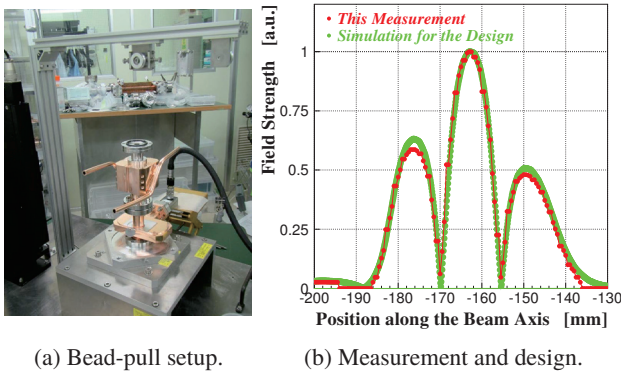 This Measurement
Simulation for the Design
Field Strength [a.u.]
1
0.75
0.5
0.25
0
-200 -190 -180 -170 -160 -150 -140 -130
Position along the Beam Axis [mm]
(a) Bead-pull setup.
(b) Measurement and design.